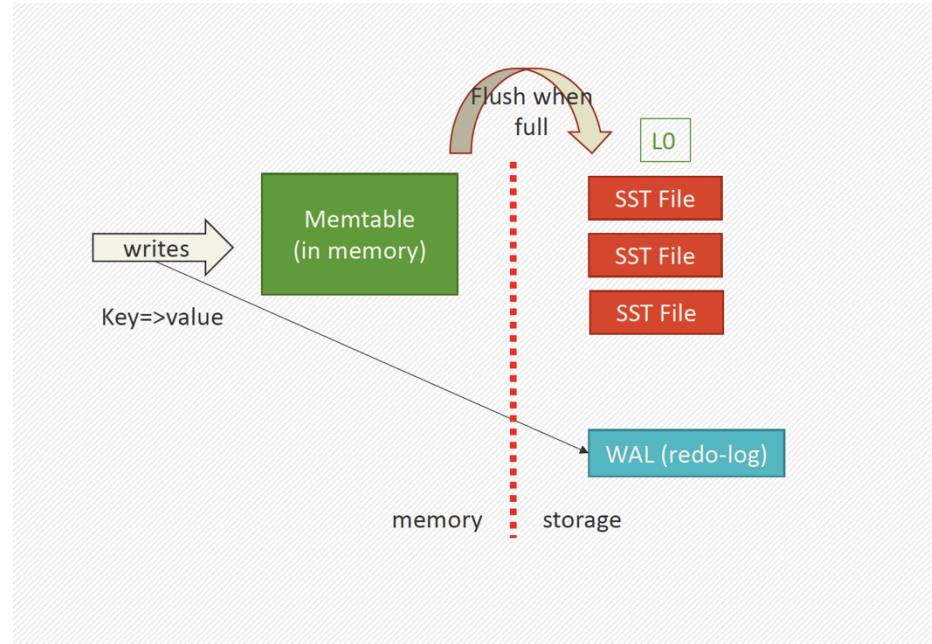 Flush when
full
L0
Memtable
(in memory)
SST File
SST File
SST File
writes
Key=>value
WAL (redo-log)
memory
storage